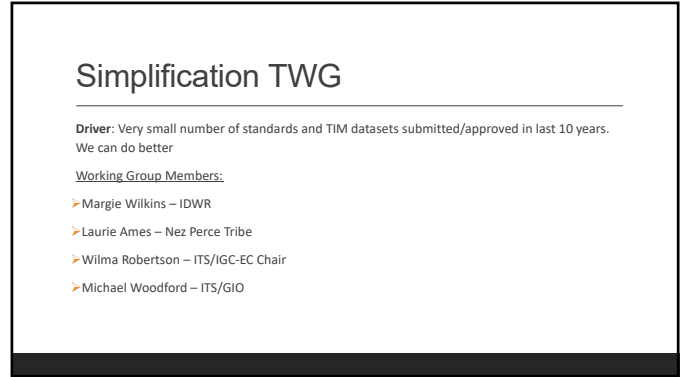 Simplification TWG
Driver: Very small number of standards and TIM datasets submitted/approved in last 10 years.
We can do better
Working Group Members:
➢Margie Wilkins – IDWR
➢Laurie Ames – Nez Perce Tribe
➢Wilma Robertson – ITS/IGC-EC Chair
➢Michael Woodford – ITS/GIO